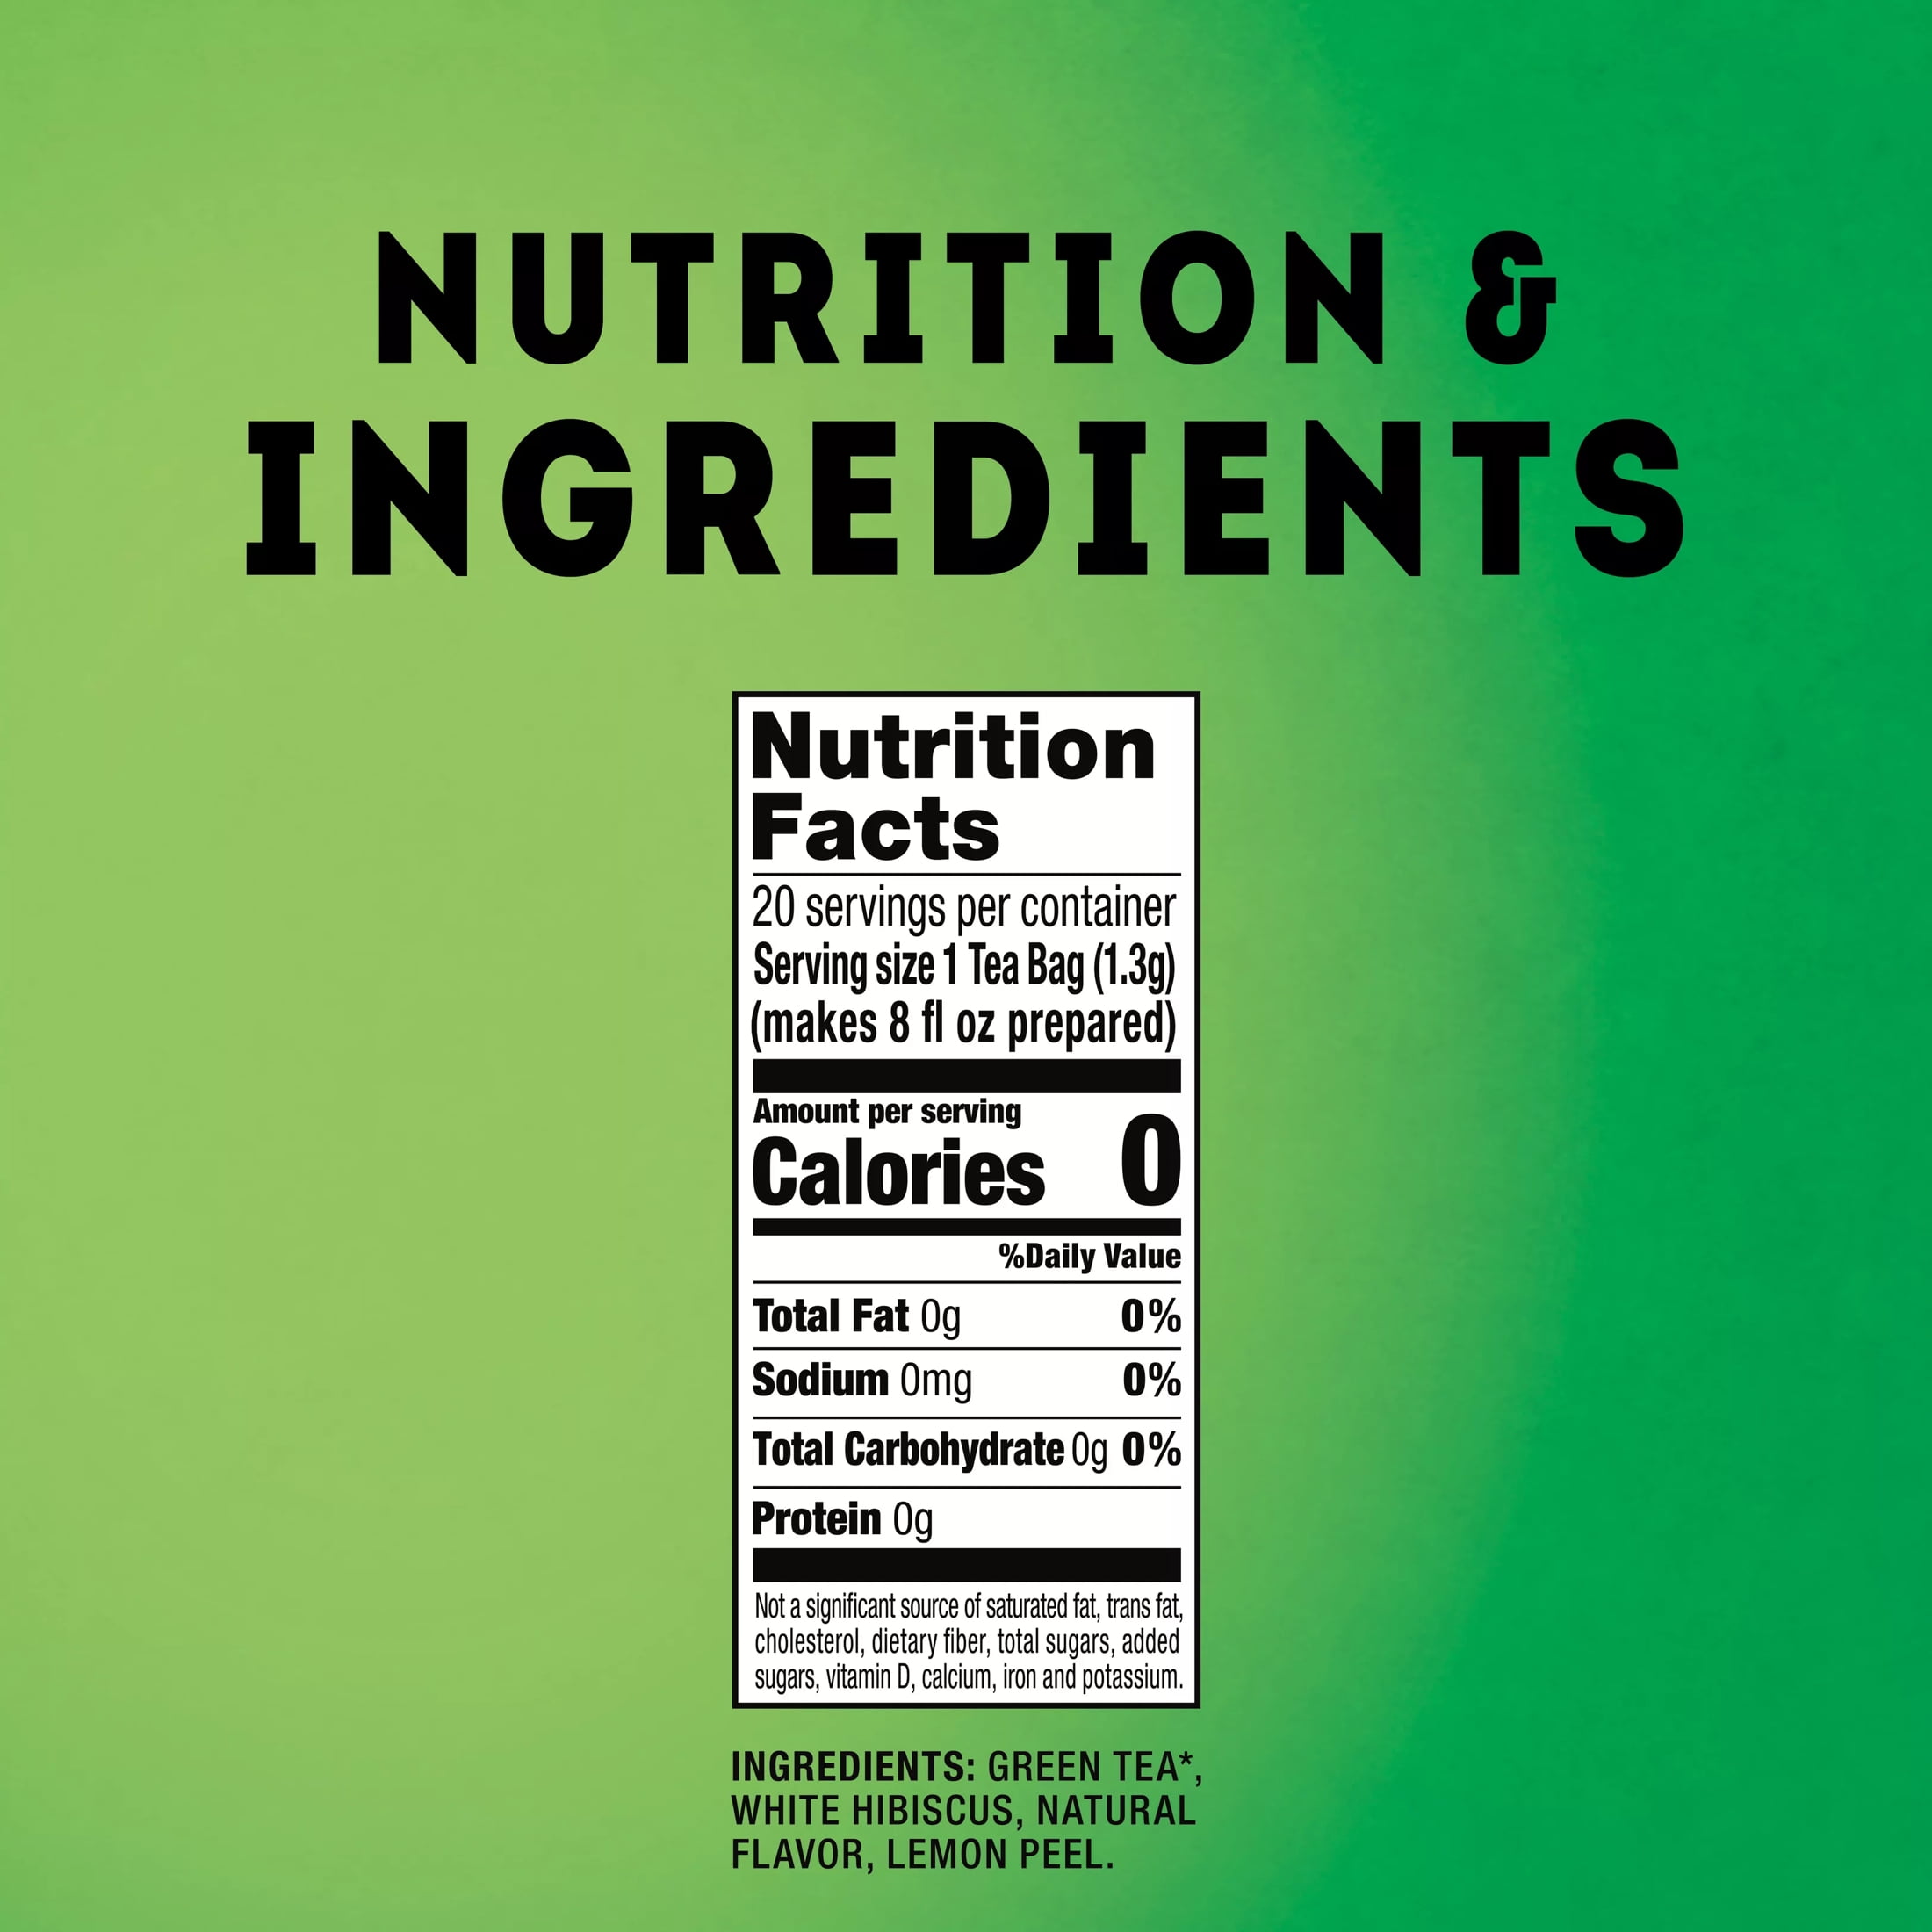 NUTRITION &
INGREDIENTS
Nutrition
Facts
20 servings per container
Serving size 1 Tea Bag (1.3g)
(makes 8 fl oz prepared)
Amount per serving
Calories 0
%Daily Value
Total Fat 0g 0%
Sodium 0mg 0%
Total Carbohydrate 0g 0%
Protein 0g
Not a significant source of saturated fat, trans fat,
cholesterol, dietary fiber, total sugars, added
sugars, vitamin D, calcium, iron and potassium.
INGREDIENTS: GREEN TEA*,
WHITE HIBISCUS, NATURAL
FLAVOR, LEMON PEEL.